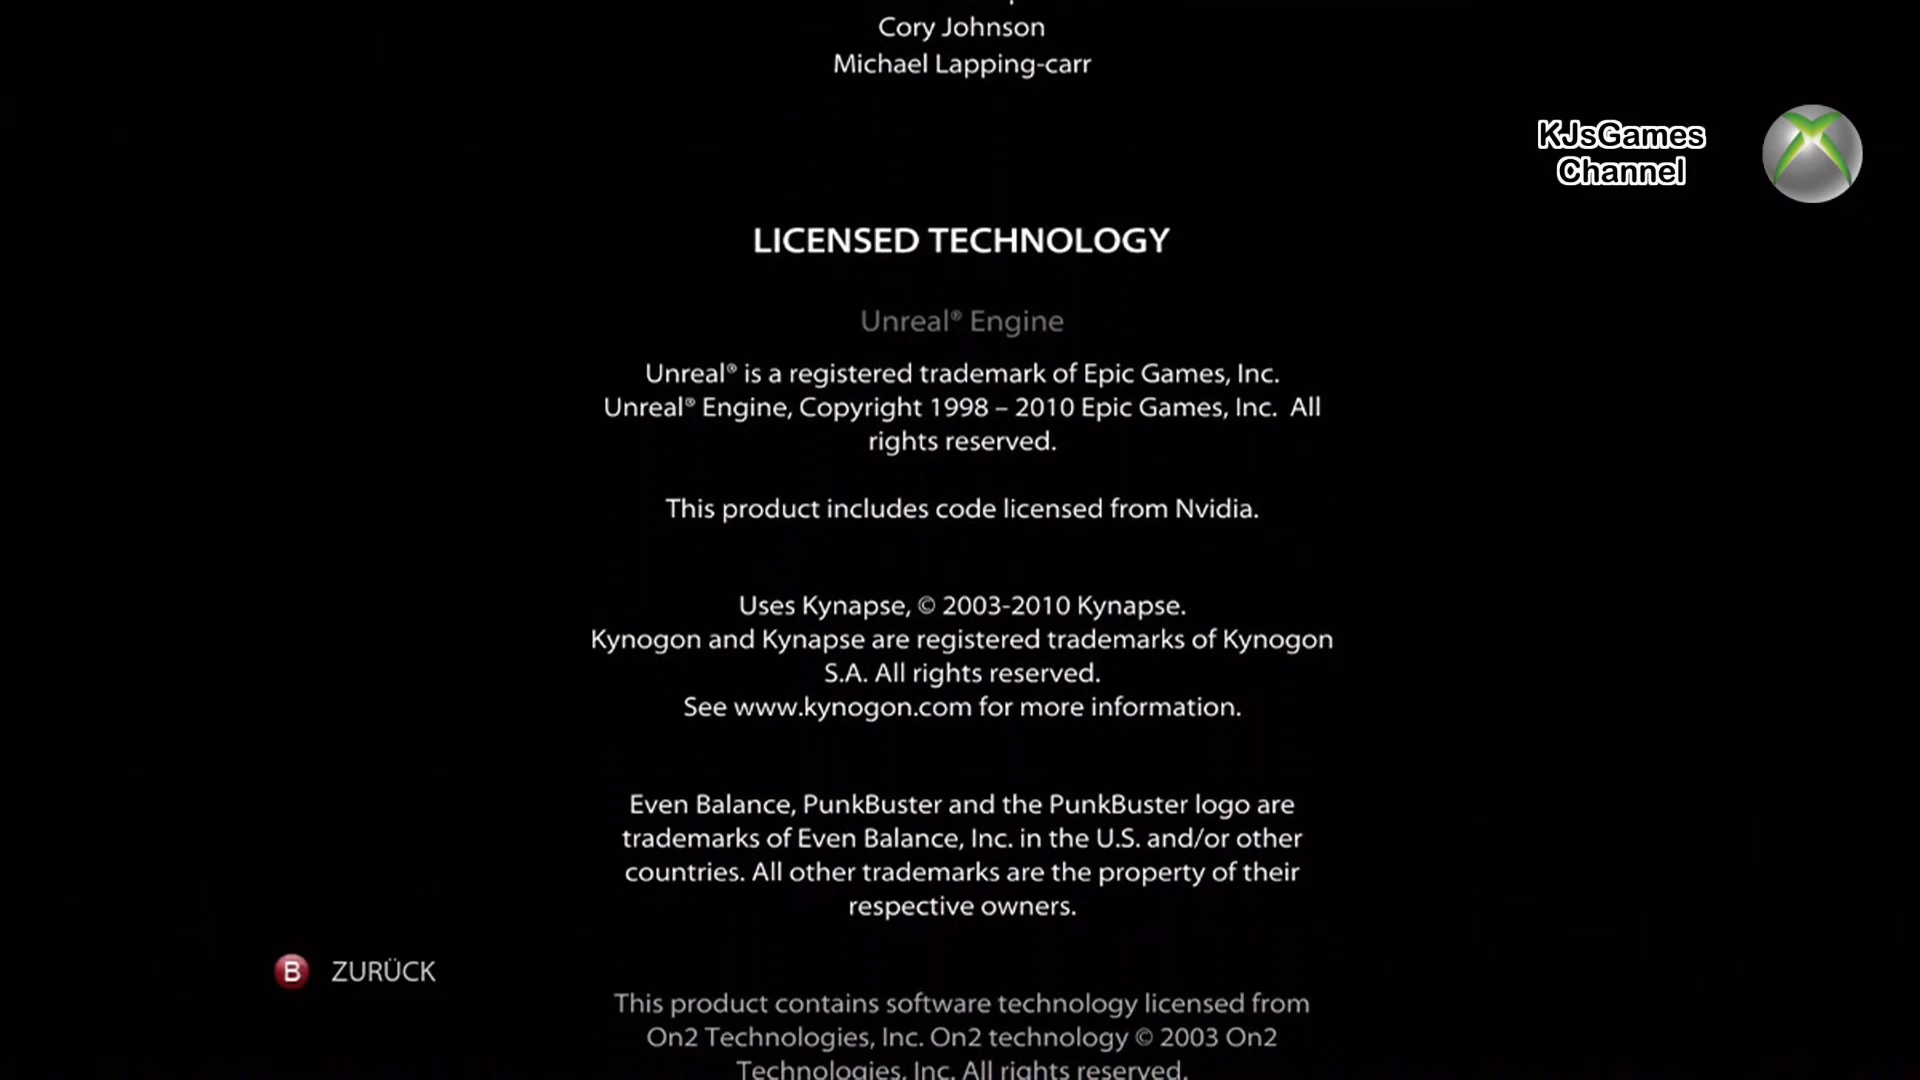 Cory Johnson
Michael Lapping-carr
KJsGames
Channel
LICENSED TECHNOLOGY
Unreal® Engine
Unreal® is a registered trademark of Epic Games, Inc.
Unreal® Engine, Copyright 1998 – 2010 Epic Games, Inc. All
rights reserved.
This product includes code licensed from Nvidia.
Uses Kynapse, © 2003-2010 Kynapse.
Kynogon and Kynapse are registered trademarks of Kynogon
S.A. All rights reserved.
See www.kynogon.com for more information.
Even Balance, PunkBuster and the PunkBuster logo are
trademarks of Even Balance, Inc. in the U.S. and/or other
countries. All other trademarks are the property of their
respective owners.
B ZURÜCK
This product contains software technology licensed from
On2 Technologies, Inc. On2 technology © 2003 On2
Technologies, Inc. All rights reserved.